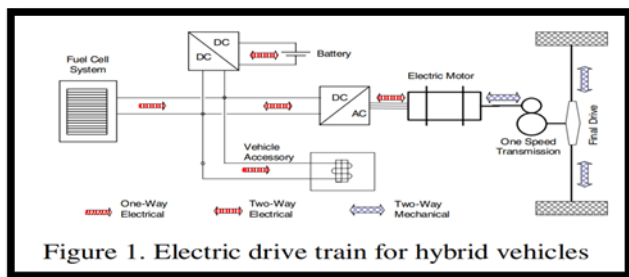 Fuel Cell
System
DC
DC
Battery
Electric Motor
DC
AC
One Speed
Transmission
Final Drive
Vehicle
Accessory
One-Way
Electrical
Two-Way
Electrical
Two-Way
Mechanical
Figure 1. Electric drive train for hybrid vehicles